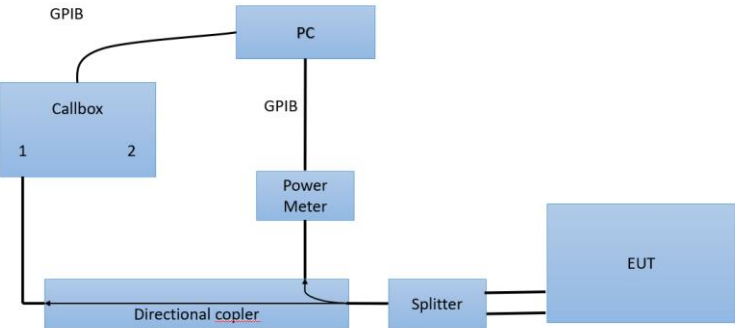 GPIB
PC
Callbox
GPIB
1 2
Power
Meter
EUT
Splitter
Directional copler